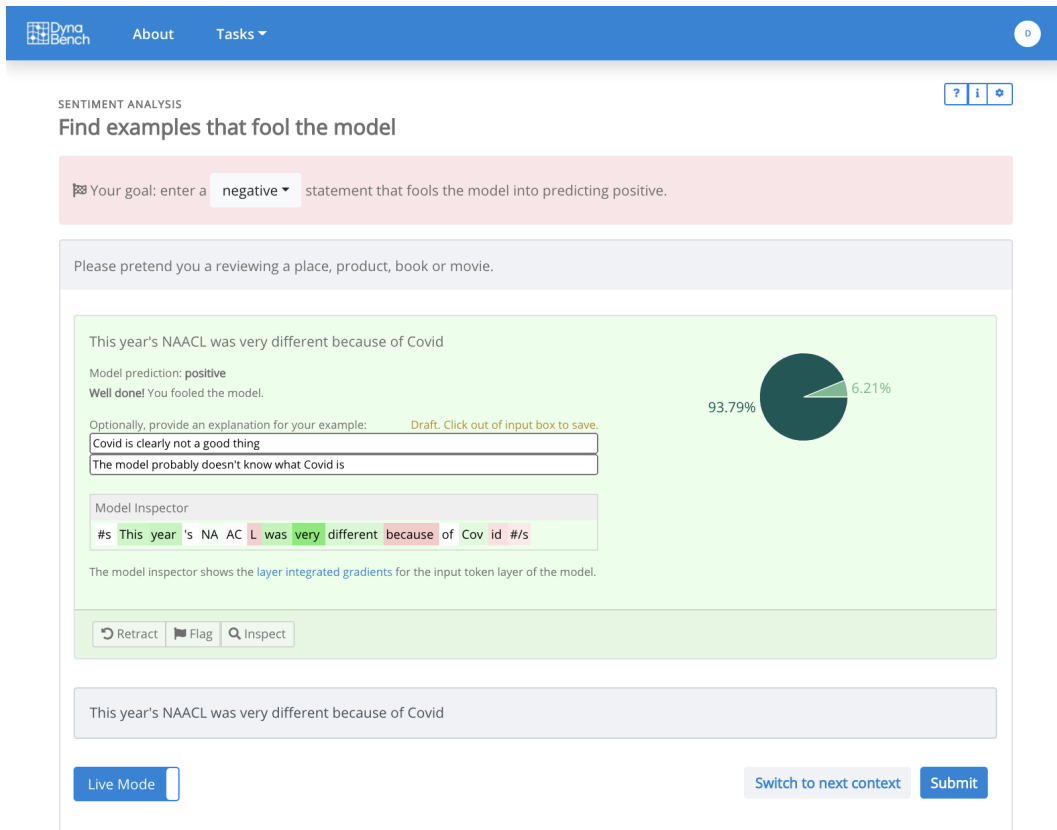 Dyna
Bench
About
Tasks
D
SENTIMENT ANALYSIS
? i
Find examples that fool the model
Your goal: enter a negative statement that fools the model into predicting positive.
Please pretend you a reviewing a place, product, book or movie.
This year's NAACL was very different because of Covid
Model prediction: positive
Well done! You fooled the model.
93.79%
6.21%
Optionally, provide an explanation for your example: Draft. Click out of input box to save.
Covid is clearly not a good thing
The model probably doesn't know what Covid is
Model Inspector
#s This year 's NA AC L was very different because of Cov id #/s
The model inspector shows the layer integrated gradients for the input token layer of the model.
Retract Flag Inspect
This year's NAACL was very different because of Covid
Live Mode Switch to next context Submit